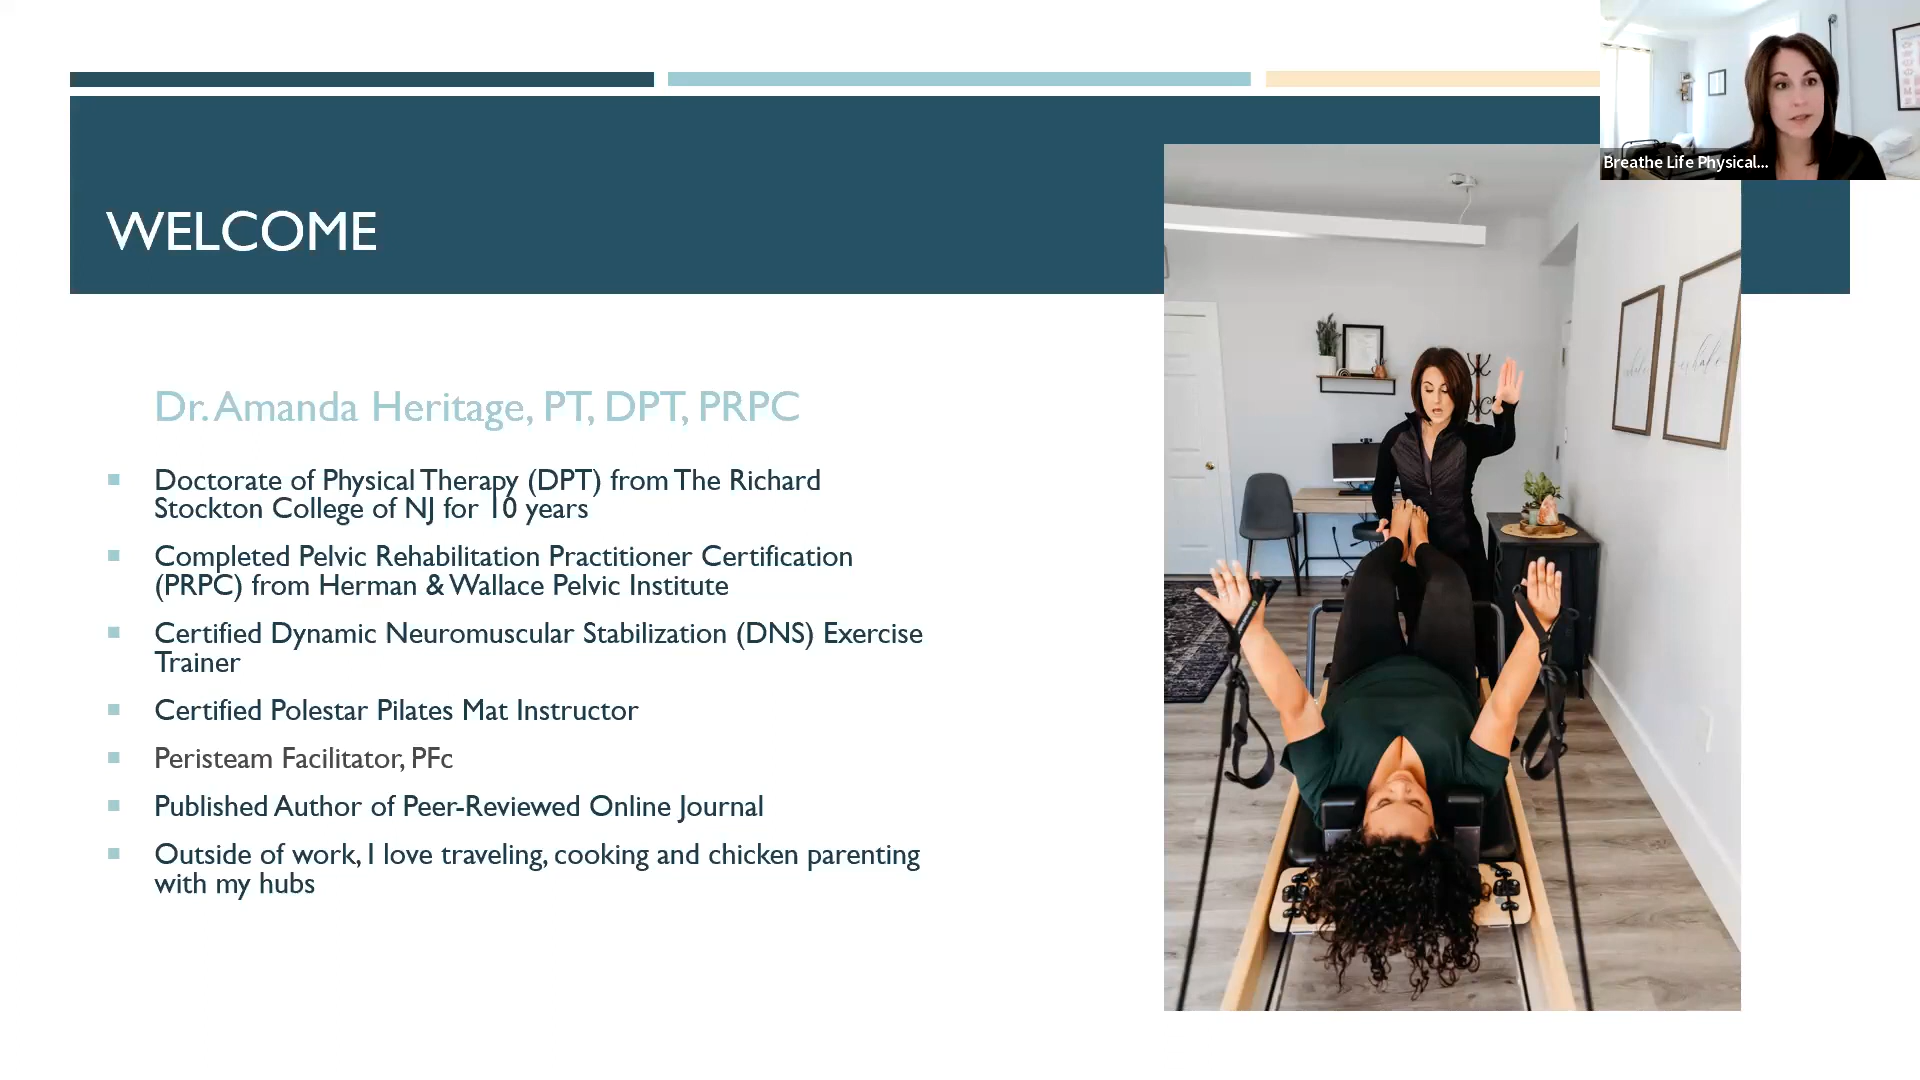 Breathe Life Physical...
WELCOME
Dr. Amanda Heritage, PT, DPT, PRPC
Doctorate of Physical Therapy (DPT) from The Richard
Stockton College of NJ for 10 years
Completed Pelvic Rehabilitation Practitioner Certification
(PRPC) from Herman & Wallace Pelvic Institute
Certified Dynamic Neuromuscular Stabilization (DNS) Exercise
Trainer
Certified Polestar Pilates Mat Instructor
Peristeam Facilitator, PFc
Published Author of Peer-Reviewed Online Journal
Outside of work, I love traveling, cooking and chicken parenting
with my hubs
exhale